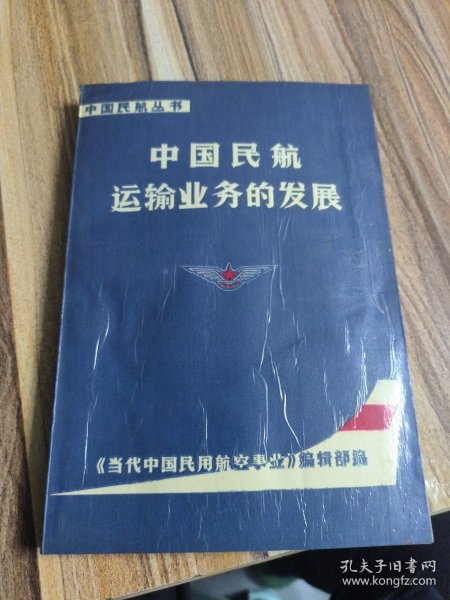 中国民航丛书
中国民航
运输业务的发展
《当代中国民用航空事业》编辑部编
孔夫子旧书网
www.kongfz.com